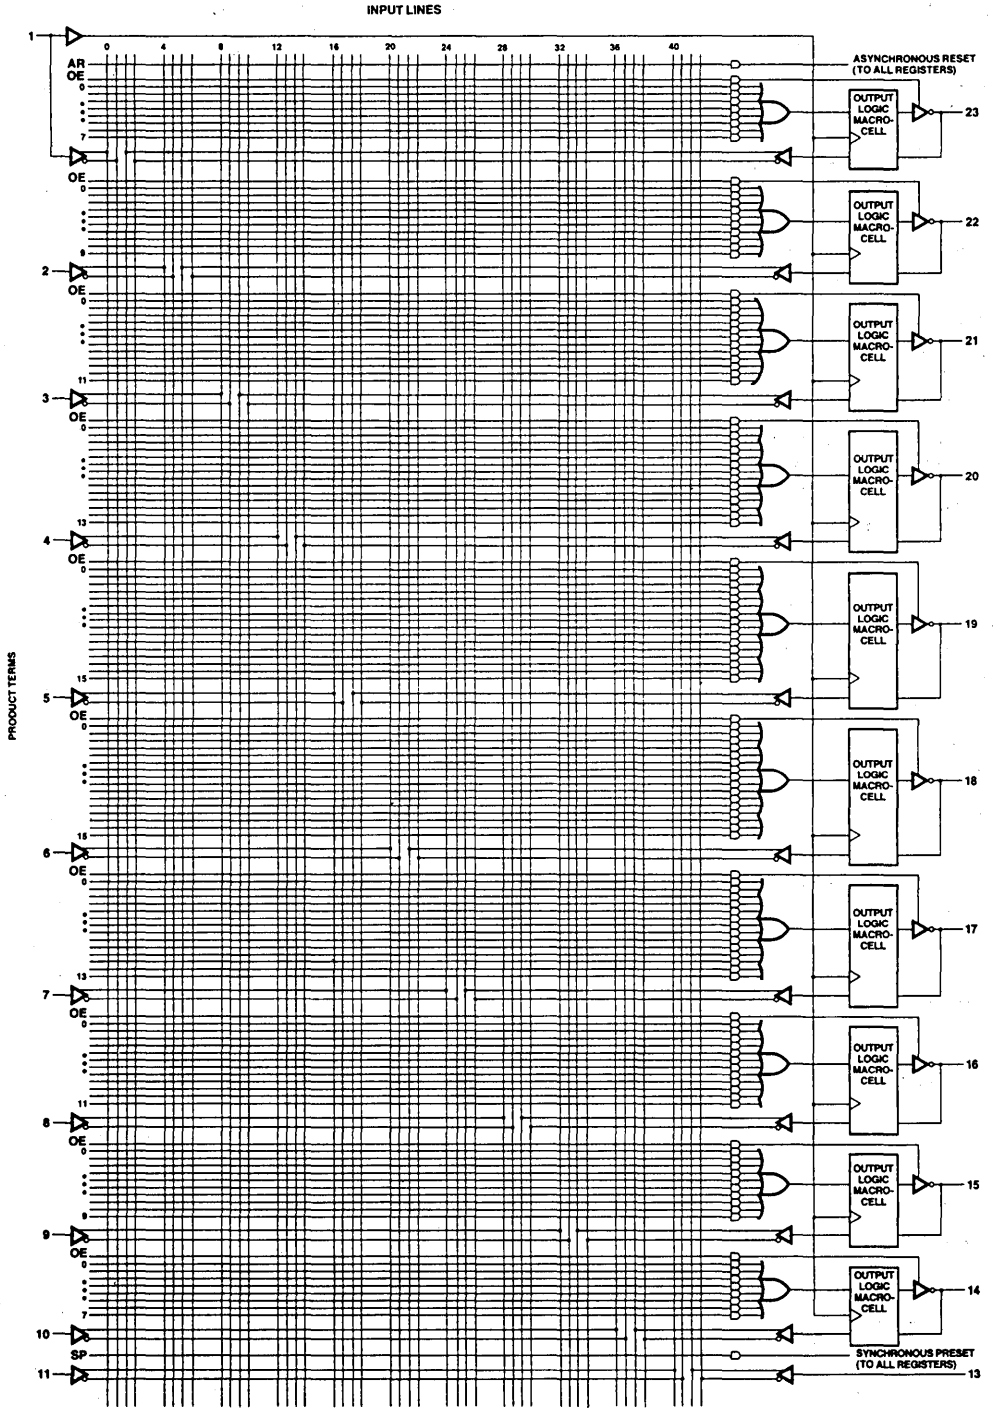 INPUT LINES
1
0 4 8 12 16 20 24 28 32 36 40
AR
ASYNCHRONOUS RESET
(TO ALL REGISTERS)
OE
0
7
OUTPUT
LOGIC
MACRO-
CELL
23
OE
0
9
OUTPUT
LOGIC
MACRO-
CELL
22
2
OE
0
11
OUTPUT
LOGIC
MACRO-
CELL
21
3
OE
0
13
OUTPUT
LOGIC
MACRO-
CELL
20
4
OE
0
15
OUTPUT
LOGIC
MACRO-
CELL
19
PRODUCT TERMS
5
OE
0
15
OUTPUT
LOGIC
MACRO-
CELL
18
6
OE
0
13
OUTPUT
LOGIC
MACRO-
CELL
17
7
OE
0
11
OUTPUT
LOGIC
MACRO-
CELL
16
8
OE
0
9
OUTPUT
LOGIC
MACRO-
CELL
15
9
OE
0
7
OUTPUT
LOGIC
MACRO-
CELL
14
10
SP
SYNCHRONOUS PRESET
(TO ALL REGISTERS)
11
13